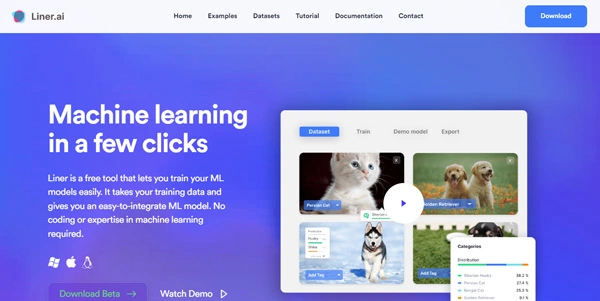 Liner.ai
Home Examples Datasets Tutorial Documentation Contact
Download
Machine learning
in a few clicks
Liner is a free tool that lets you train your ML
models easily. It takes your training data and
gives you an easy-to-integrate ML model. No
coding or expertise in machine learning
required.
Download Beta →
Watch Demo
Dataset Train Demo model Export
Persian Cat
Golden Retriever
Add Tag
Add Tag
Categories
Distribution
Siberian Husky 38.2 %
Persian Cat 27.4 %
Bengal Cat 25.3 %
Golden Retriever 9.1 %